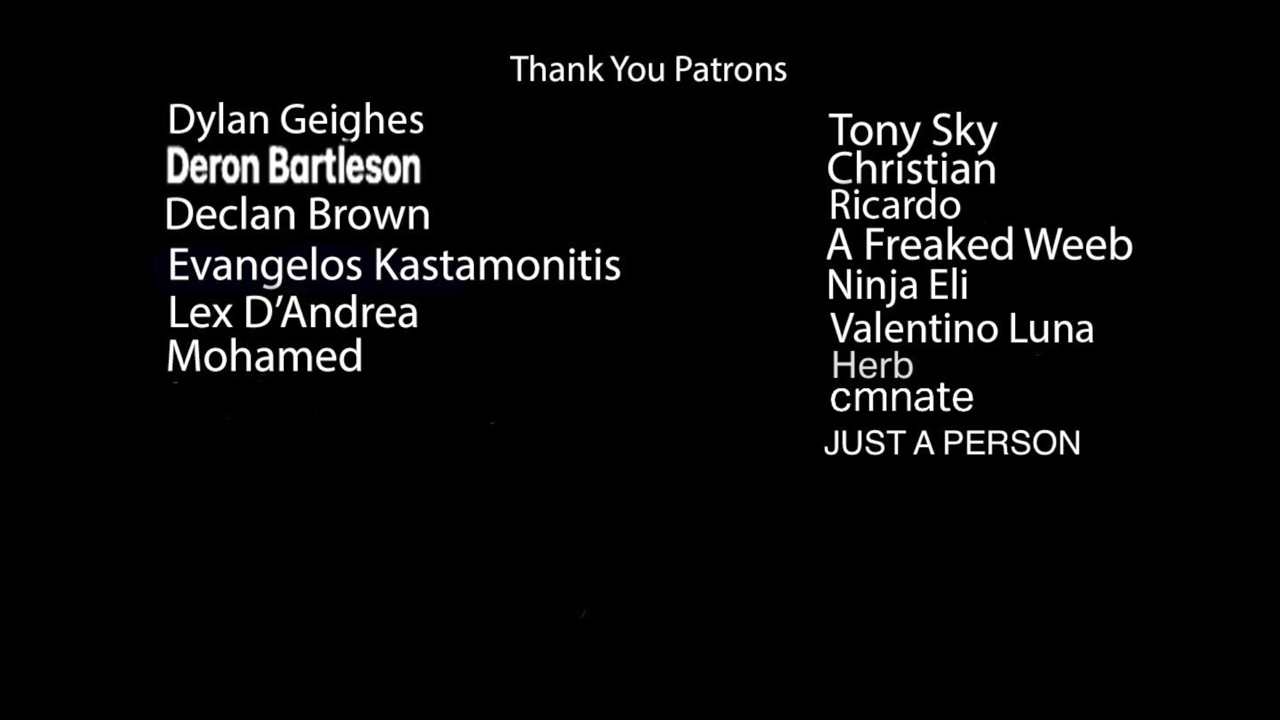 Thank You Patrons
Dylan Geighes
Deron Bartleson
Declan Brown
Evangelos Kastamonitis
Lex D’Andrea
Mohamed
Tony Sky
Christian
Ricardo
A Freaked Weeb
Ninja Eli
Valentino Luna
Herb
cmnate
JUST A PERSON